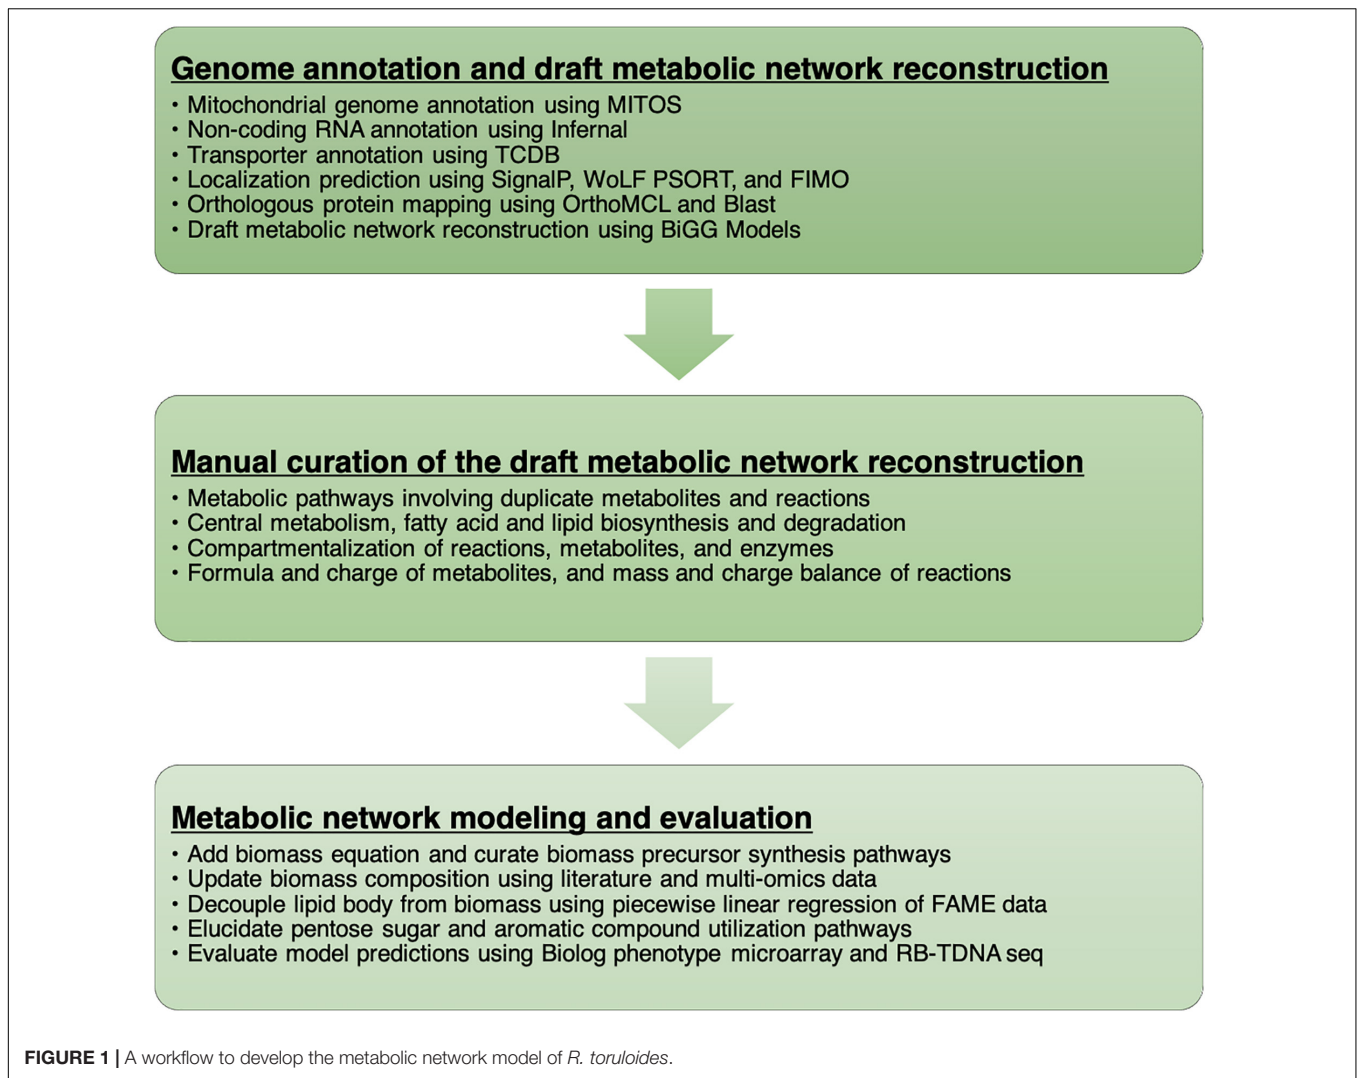 Genome annotation and draft metabolic network reconstruction
• Mitochondrial genome annotation using MITOS
• Non-coding RNA annotation using Infernal
• Transporter annotation using TCDB
• Localization prediction using SignalP, WoLF PSORT, and FIMO
• Orthologous protein mapping using OrthoMCL and Blast
• Draft metabolic network reconstruction using BiGG Models
Manual curation of the draft metabolic network reconstruction
• Metabolic pathways involving duplicate metabolites and reactions
• Central metabolism, fatty acid and lipid biosynthesis and degradation
• Compartmentalization of reactions, metabolites, and enzymes
• Formula and charge of metabolites, and mass and charge balance of reactions
Metabolic network modeling and evaluation
• Add biomass equation and curate biomass precursor synthesis pathways
• Update biomass composition using literature and multi-omics data
• Decouple lipid body from biomass using piecewise linear regression of FAME data
• Elucidate pentose sugar and aromatic compound utilization pathways
• Evaluate model predictions using Biolog phenotype microarray and RB-TDNA seq
FIGURE 1 | A workflow to develop the metabolic network model of R. toruloides.